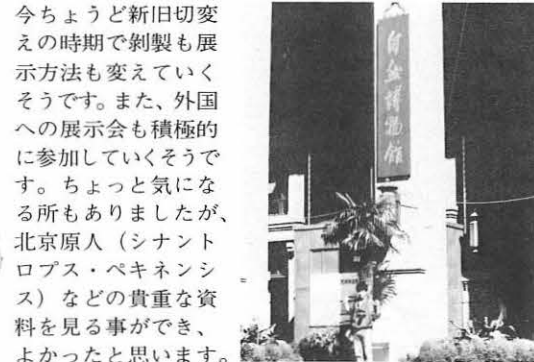 今ちょうど新旧切変
えの時期で剝製も展
示方法も変えていく
そうです。また、外国
への展示会も積極的
に参加していくそうで
す。ちょっと気にな
る所もありましたが、
北京原人（シナント
ロプス・ペキネンシ
ス）などの貴重な資
料を見る事ができ、
よかったと思います。
自然博物館